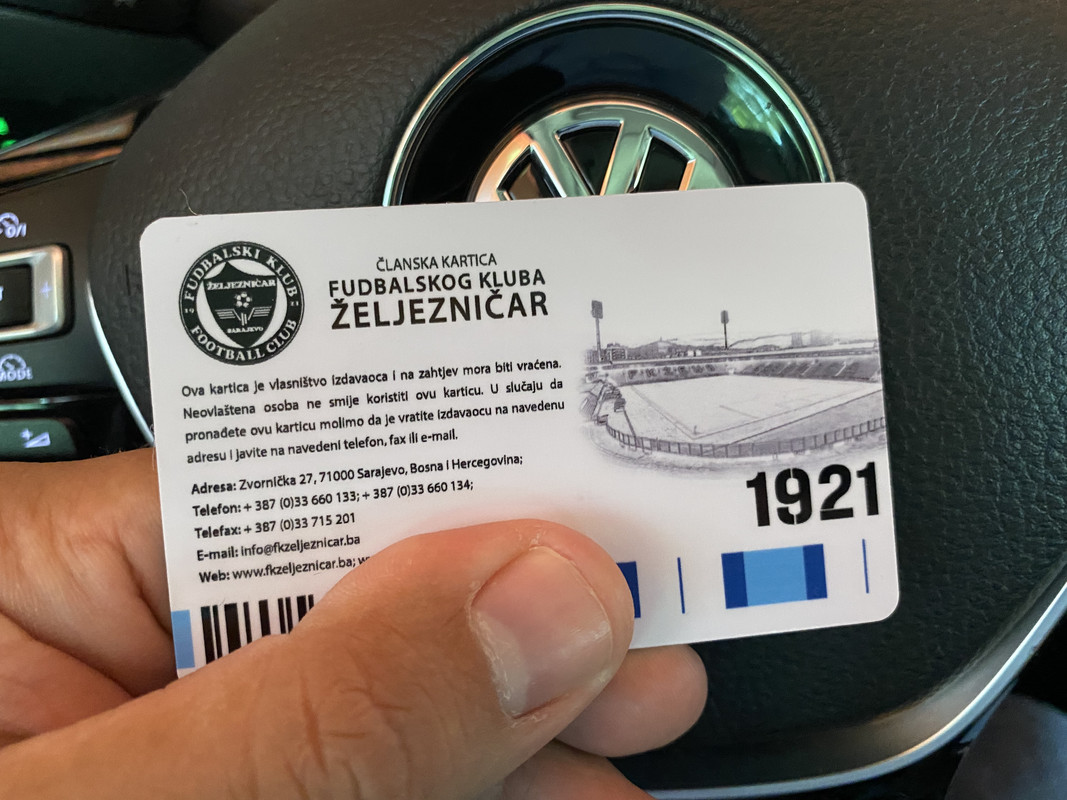 FUDBALSKI KLUB
ŽELJEZNIČAR
19 21
SARAJEVO
FOOTBALL CLUB
ČLANSKA KARTICA
FUDBALSKOG KLUBA
ŽELJEZNIČAR
Ova kartica je vlasništvo izdavaoca i na zahtjev mora biti vraćena.
Neovlaštena osoba ne smije koristiti ovu karticu. U slučaju da
pronađete ovu karticu molimo da je vratite izdavaocu na navedenu
adresu i javite na navedeni telefon, fax ili e-mail.
Adresa: Zvornička 27, 71000 Sarajevo, Bosna i Hercegovina;
Telefon: + 387 (0)33 660 133; + 387 (0)33 660 134;
Telefax: + 387 (0)33 715 201
E-mail: info@fkzeljeznicar.ba
Web: www.fkzeljeznicar.ba;
1921
0/I
MODE